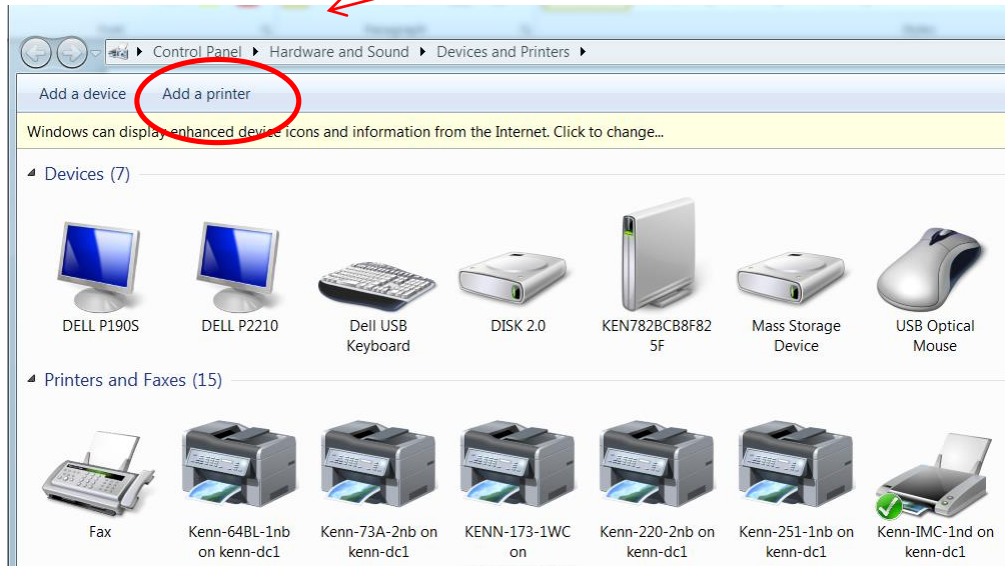 Control Panel ▸ Hardware and Sound ▸ Devices and Printers ▸
Add a device Add a printer
Windows can display enhanced device icons and information from the Internet. Click to change...
Devices (7)
DELL P190S DELL P2210 Dell USB DISK 2.0 KEN782BCB8F82 Mass Storage USB Optical
Keyboard 5F Device Mouse
Printers and Faxes (15)
Fax Kenn-64BL-1nb Kenn-73A-2nb on KENN-173-1WC Kenn-220-2nb on Kenn-251-1nb on Kenn-IMC-1nd on
on kenn-dc1 kenn-dc1 on kenn-dc1 kenn-dc1 kenn-dc1